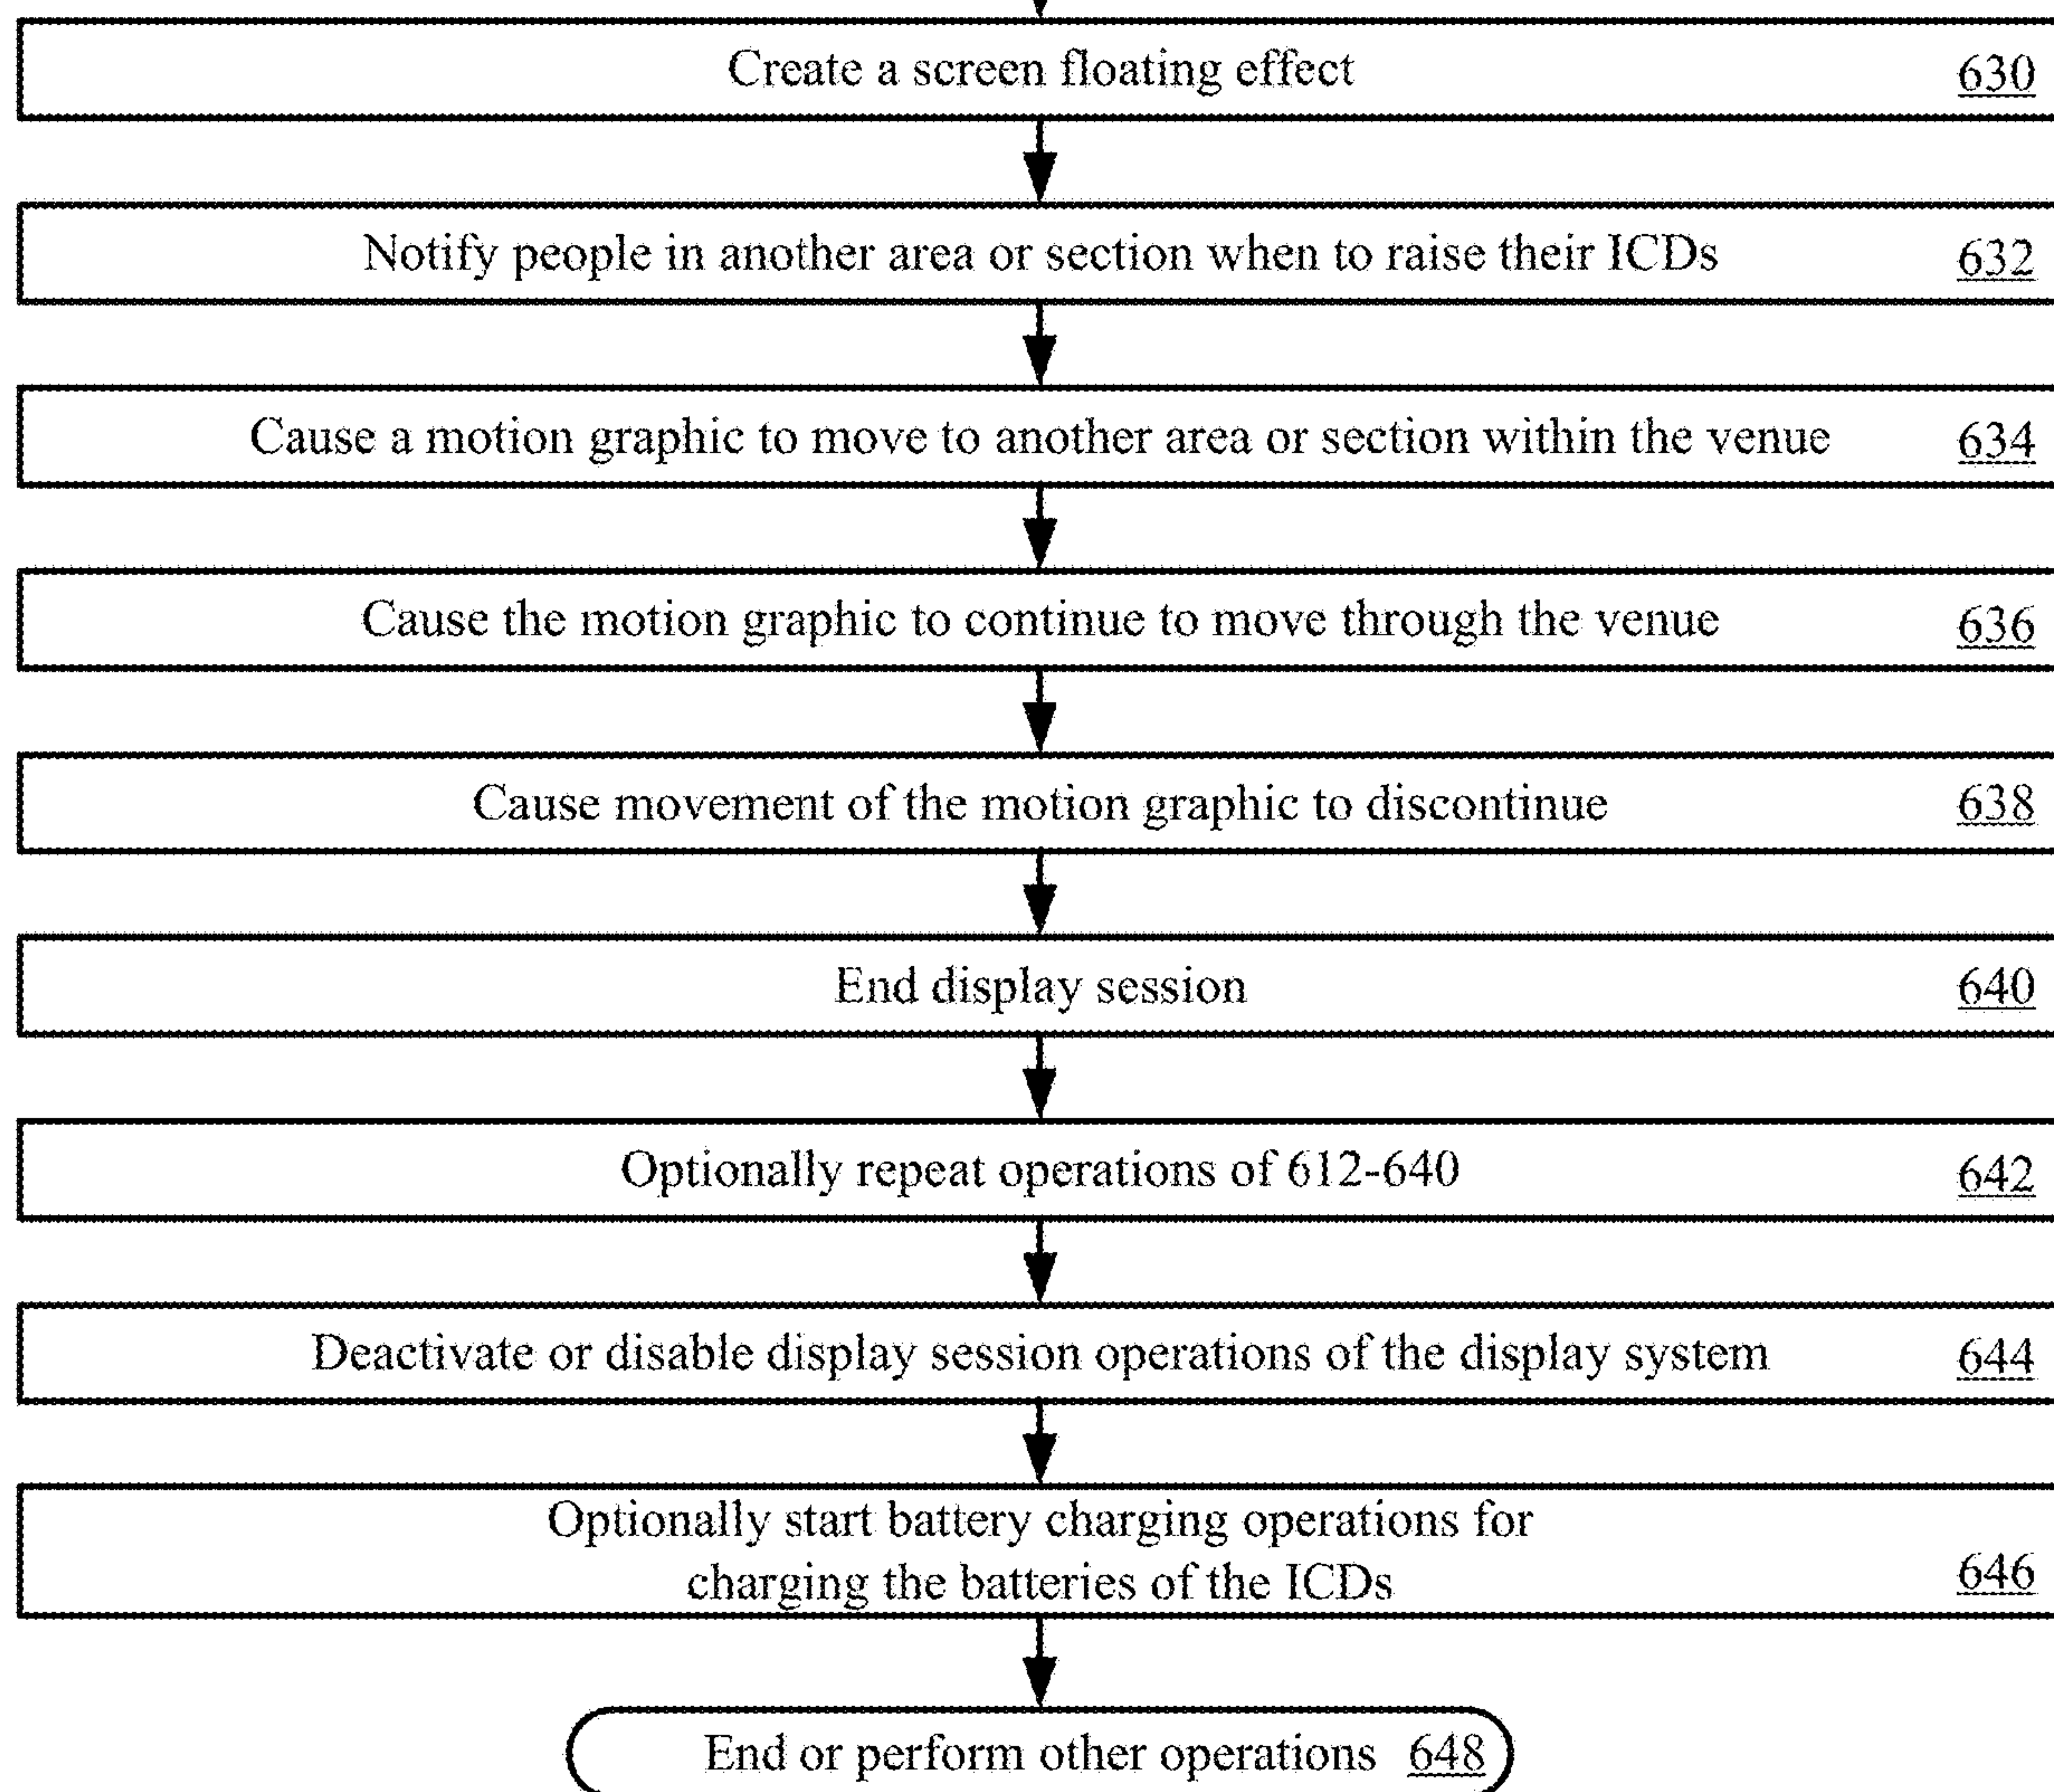 Create a screen floating effect 630
Notify people in another area or section when to raise their ICDs 632
Cause a motion graphic to move to another area or section within the venue 634
Cause the motion graphic to continue to move through the venue 636
Cause movement of the motion graphic to discontinue 638
End display session 640
Optionally repeat operations of 612-640 642
Deactivate or disable display session operations of the display system 644
Optionally start battery charging operations for
charging the batteries of the ICDs 646
End or perform other operations 648